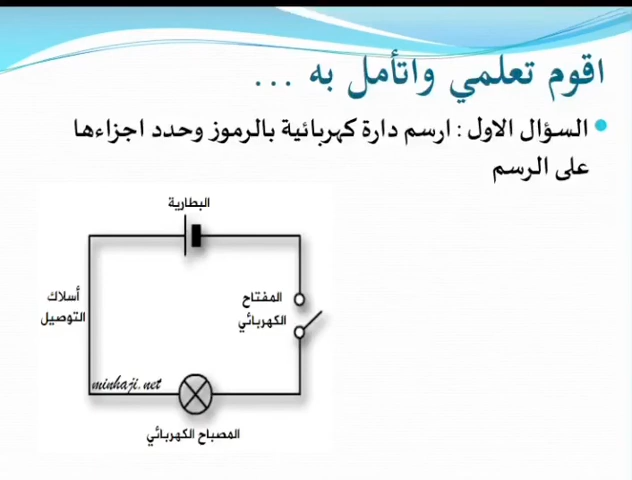 اقوم تعلمي واتأمل به ...
السؤال الاول : ارسم دارة كهربائية بالرموز وحدد اجزاءها
على الرسم
البطارية
أسلاك
التوصيل
المفتاح
الكهربائي
minhaji.net
المصباح الكهربائي